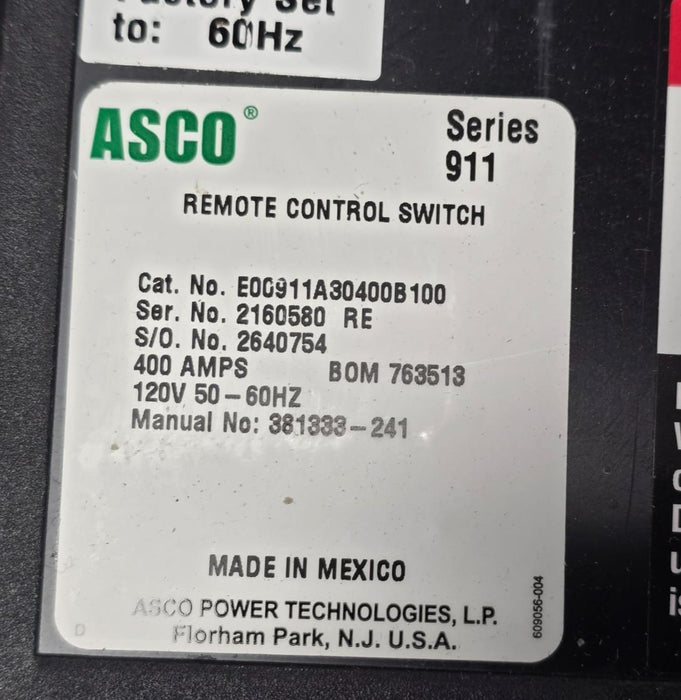 Factory Set
to: 60Hz
ASCO®
Series
911
REMOTE CONTROL SWITCH
Cat. No. E00911A30400B100
Ser. No. 2160580 RE
S/O. No. 2640754
400 AMPS BOM 763513
120V 50-60HZ
Manual No: 381333-241
MADE IN MEXICO
ASCO POWER TECHNOLOGIES, L.P.
Florham Park, N.J. U.S.A.
609056-004
D